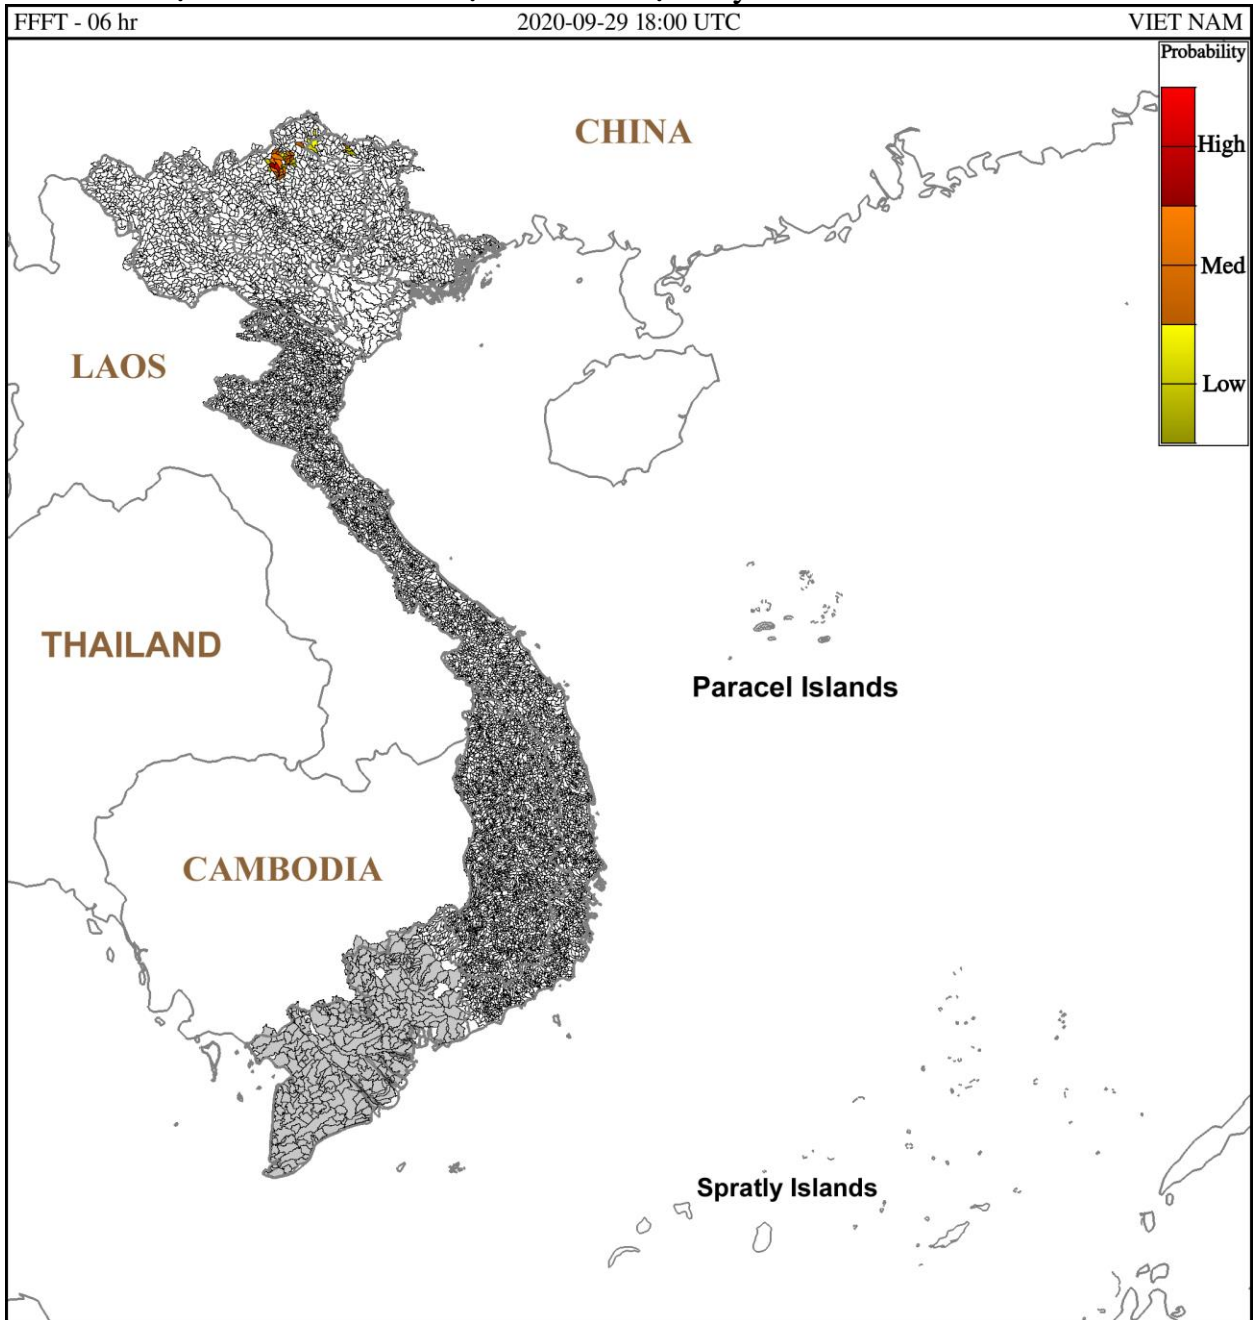 FFFT - 06 hr 2020-09-29 18:00 UTC VIET NAM
Probability
CHINA
High
Med
LAOS
Low
THAILAND
Paracel Islands
CAMBODIA
Spratly Islands